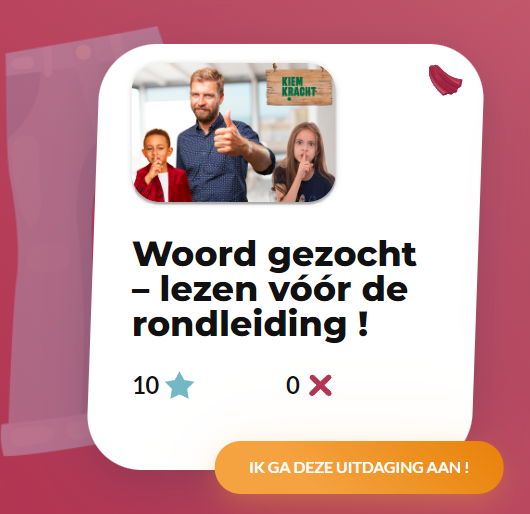 KIEM
KRACHT
Woord gezocht
– lezen vóór de
rondleiding !
10
0
IK GA DEZE UITDAGING AAN !